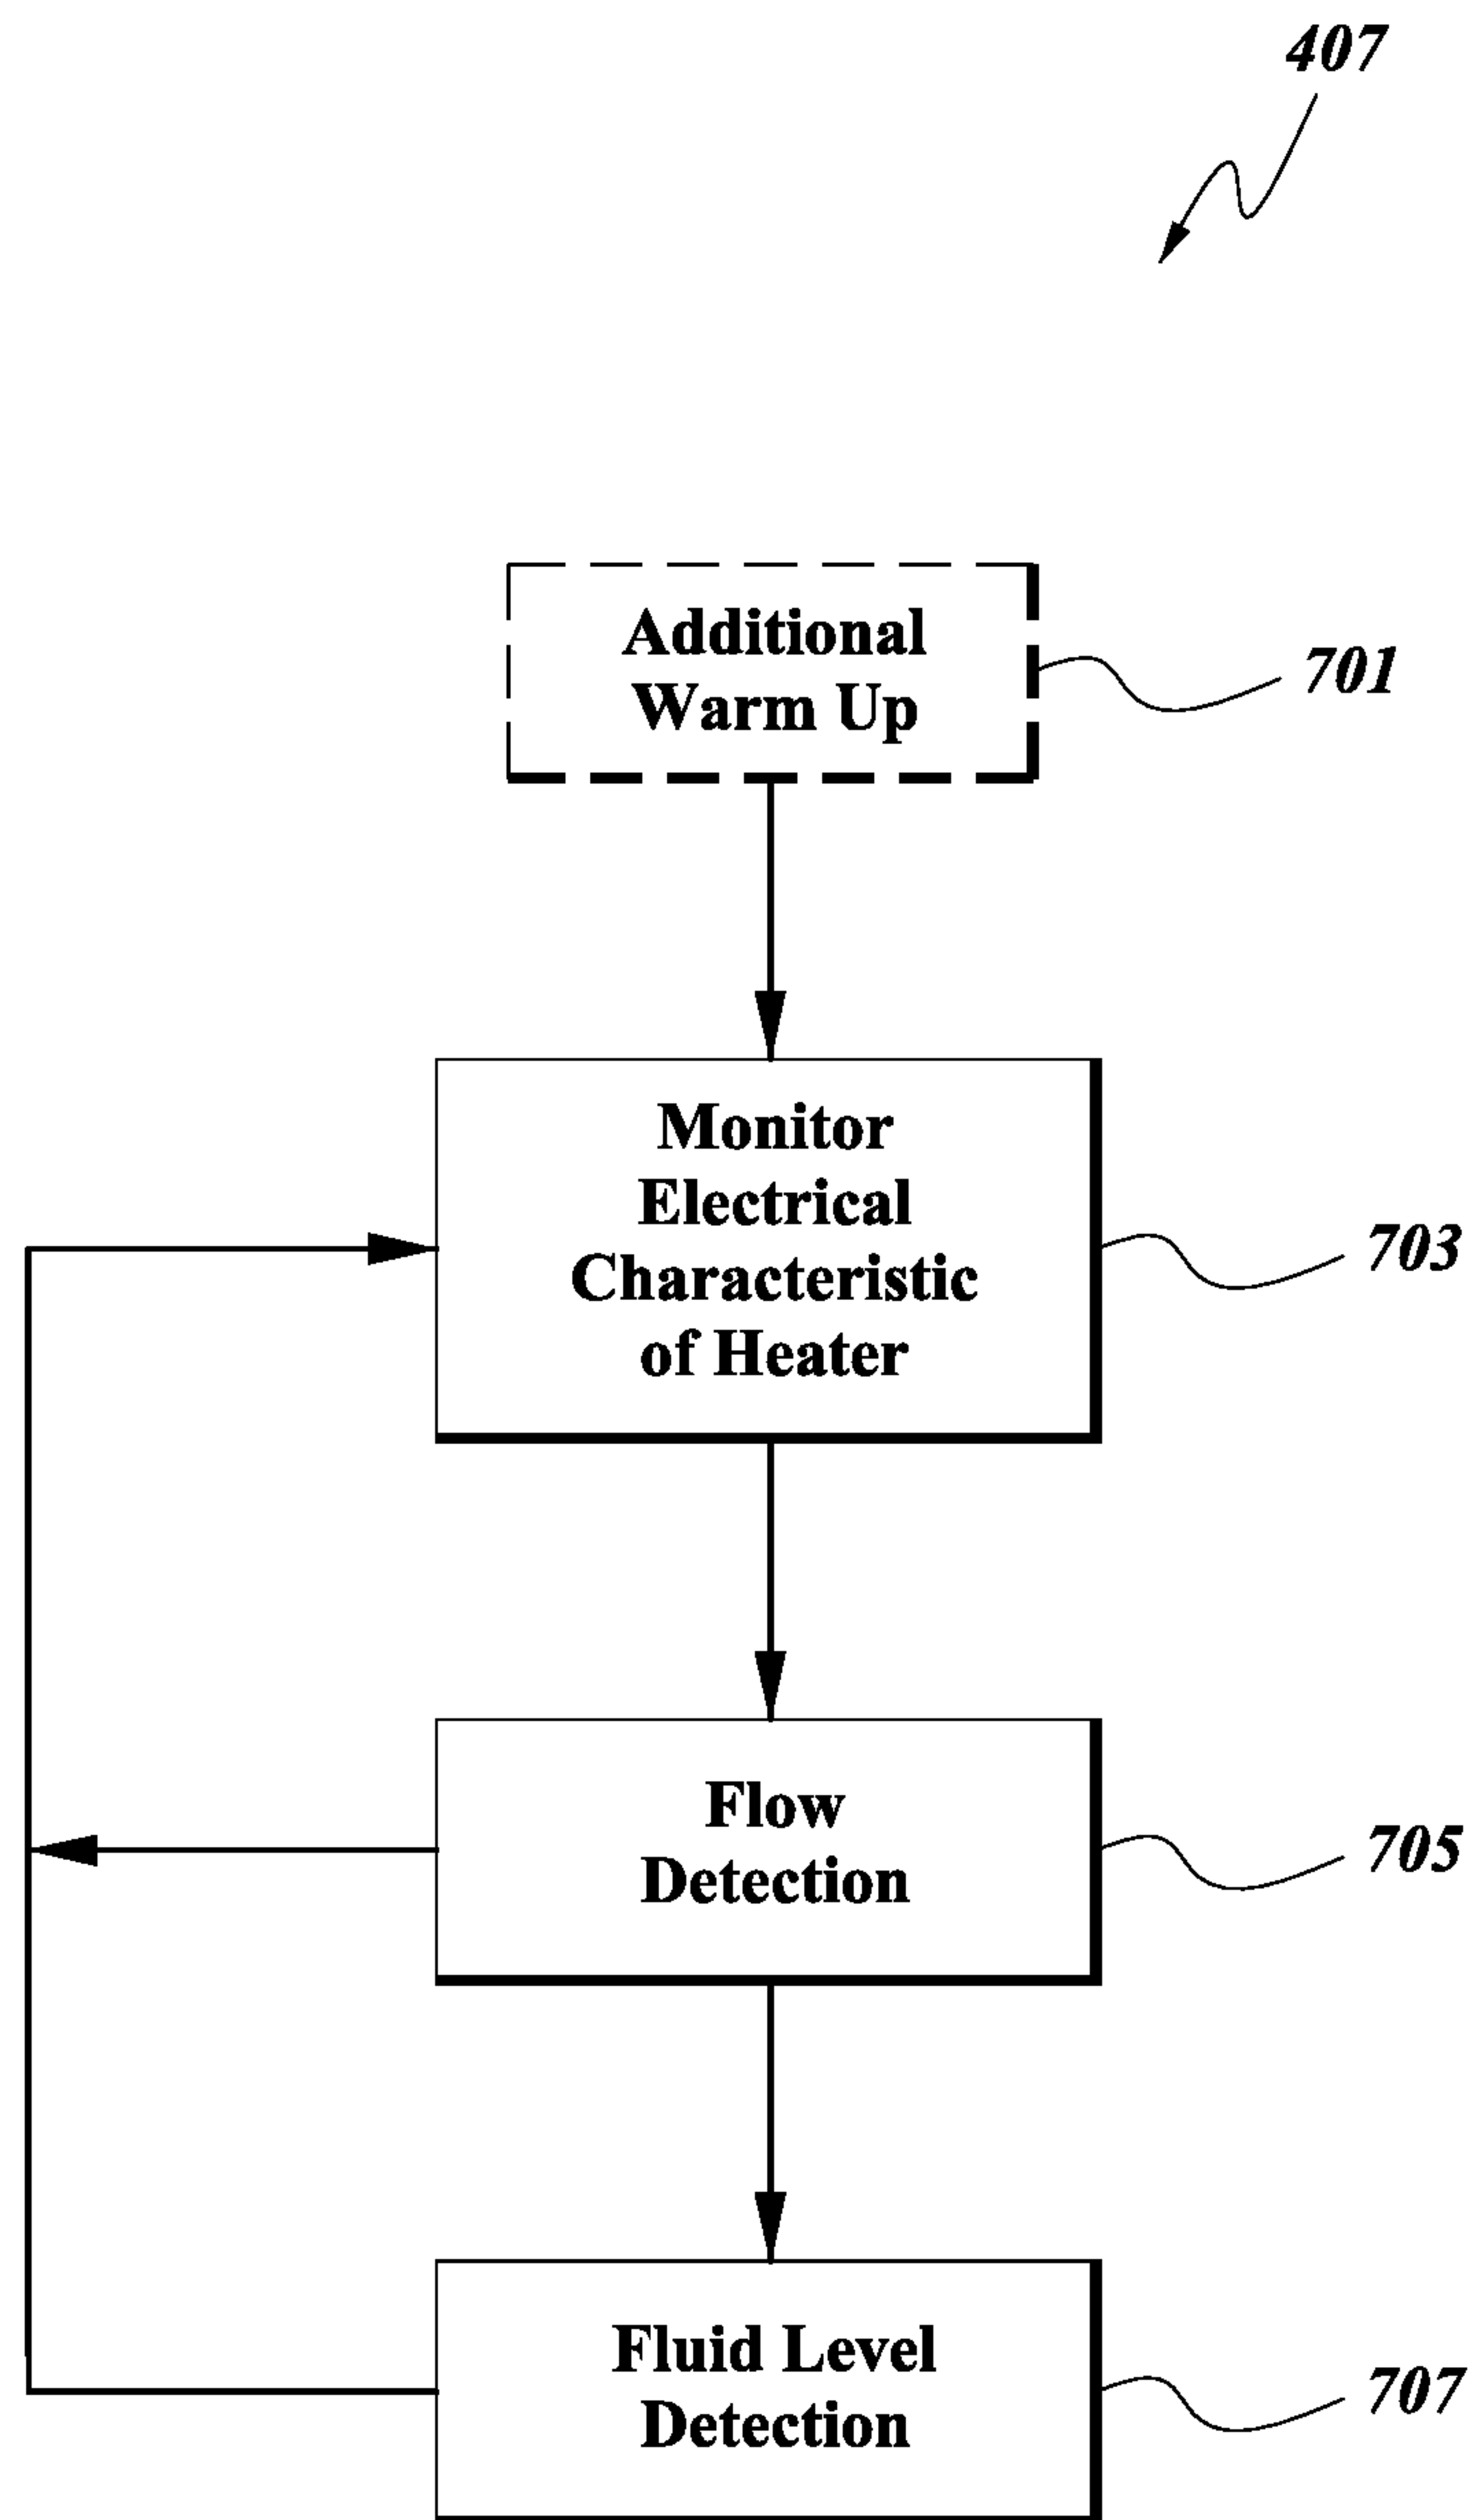 407
Additional
Warm Up
701
Monitor
Electrical
Characteristic
of Heater
703
Flow
Detection
705
Fluid Level
Detection
707